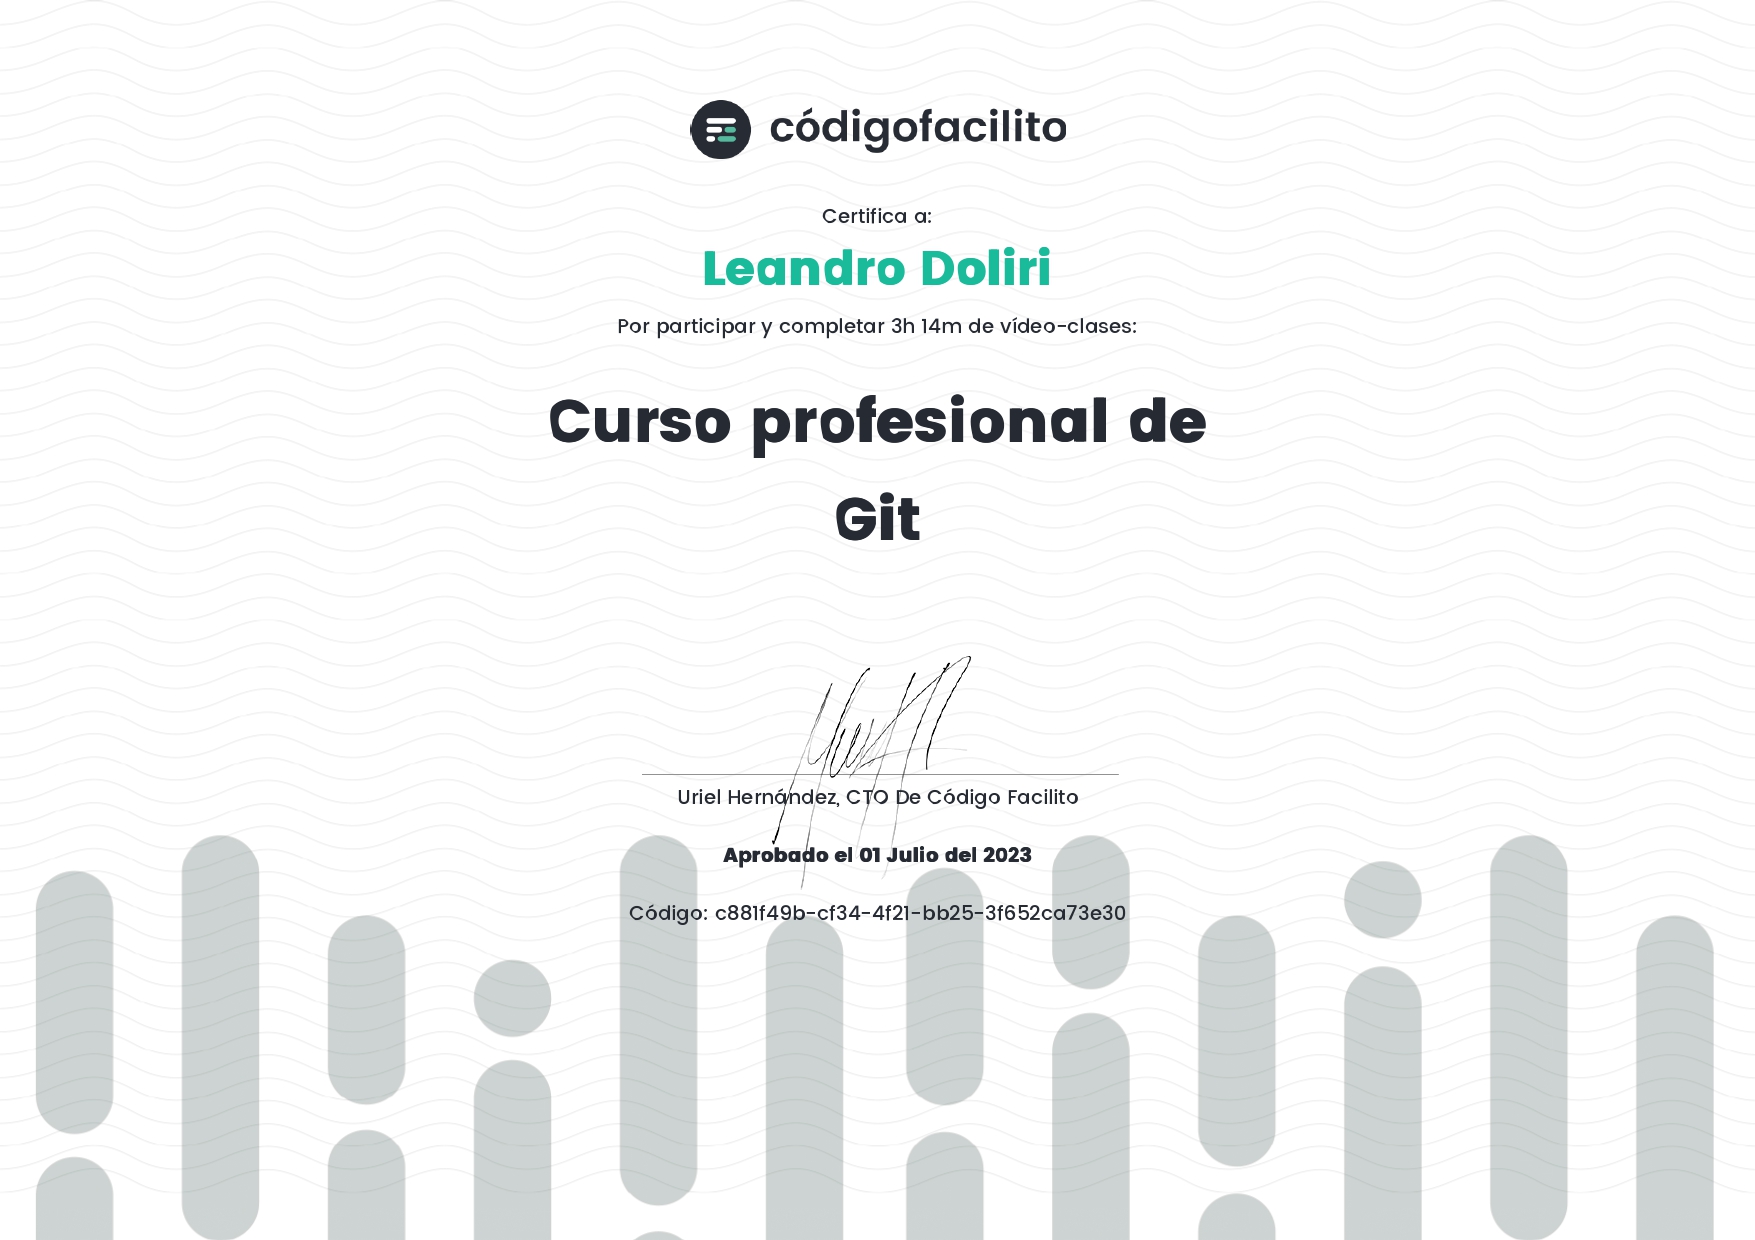 códigofacilito
Certifica a:
Leandro Doliri
Por participar y completar 3h 14m de vídeo-clases:
Curso profesional de
Git
Uriel Hernández, CTO De Código Facilito
Aprobado el 01 Julio del 2023
Código: c881f49b-cf34-4f21-bb25-3f652ca73e30